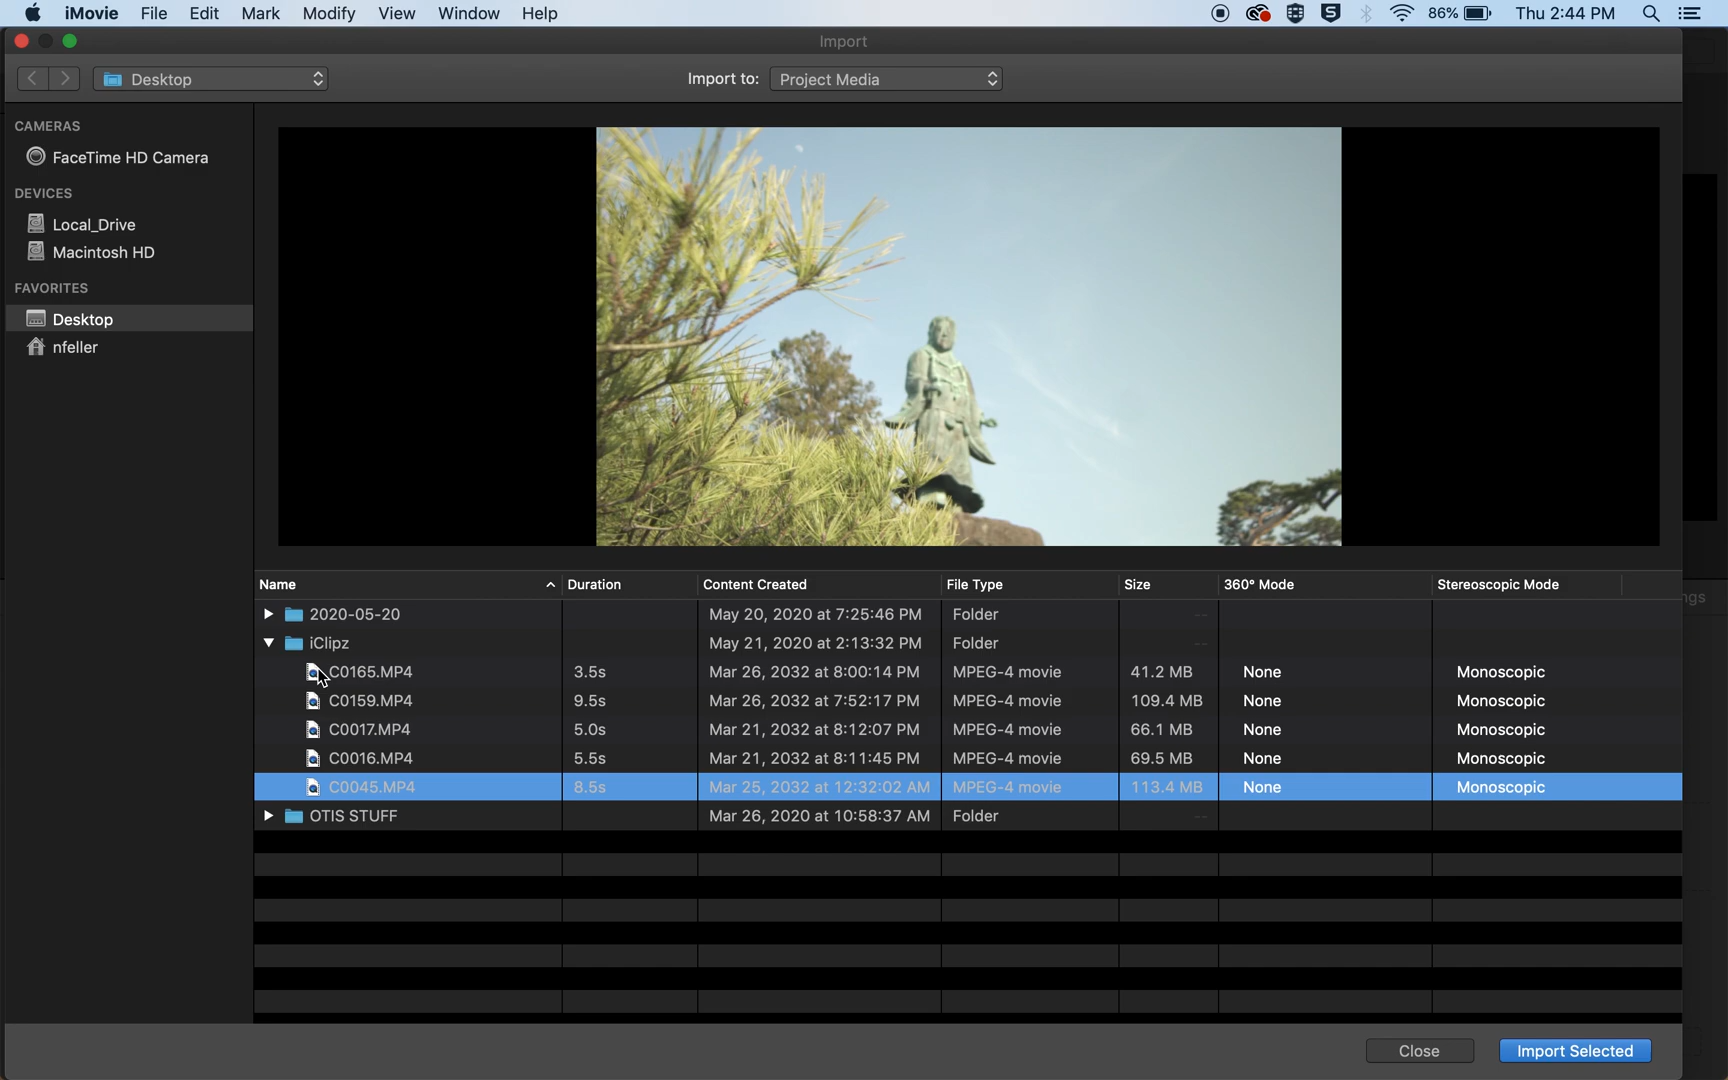 iMovie File Edit Mark Modify View Window Help 86% Thu 2:44 PM
Import
Desktop Import to: Project Media
CAMERAS
FaceTime HD Camera
DEVICES
Local_Drive
Macintosh HD
FAVORITES
Desktop
nfeller
Name Duration Content Created File Type Size 360° Mode Stereoscopic Mode
2020-05-20 May 20, 2020 at 7:25:46 PM Folder --
iClipz May 21, 2020 at 2:13:32 PM Folder --
C0165.MP4 3.5s Mar 26, 2032 at 8:00:14 PM MPEG-4 movie 41.2 MB None Monoscopic
C0159.MP4 9.5s Mar 26, 2032 at 7:52:17 PM MPEG-4 movie 109.4 MB None Monoscopic
C0017.MP4 5.0s Mar 21, 2032 at 8:12:07 PM MPEG-4 movie 66.1 MB None Monoscopic
C0016.MP4 5.5s Mar 21, 2032 at 8:11:45 PM MPEG-4 movie 69.5 MB None Monoscopic
C0045.MP4 8.5s Mar 25, 2032 at 12:32:02 AM MPEG-4 movie 113.4 MB None Monoscopic
OTIS STUFF Mar 26, 2020 at 10:58:37 AM Folder --
ngs
Close Import Selected